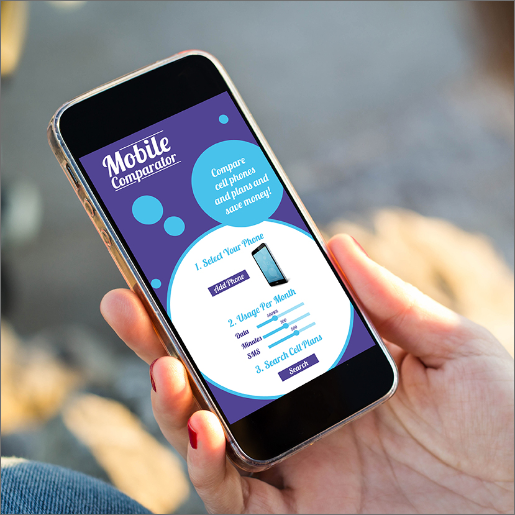 Mobile
Comparator
Compare
cell phones
and plans and
save money!
1. Select Your Phone
Add Phone
2. Usage Per Month
Data
Minutes
SMS
3. Search Cell Plans
Search